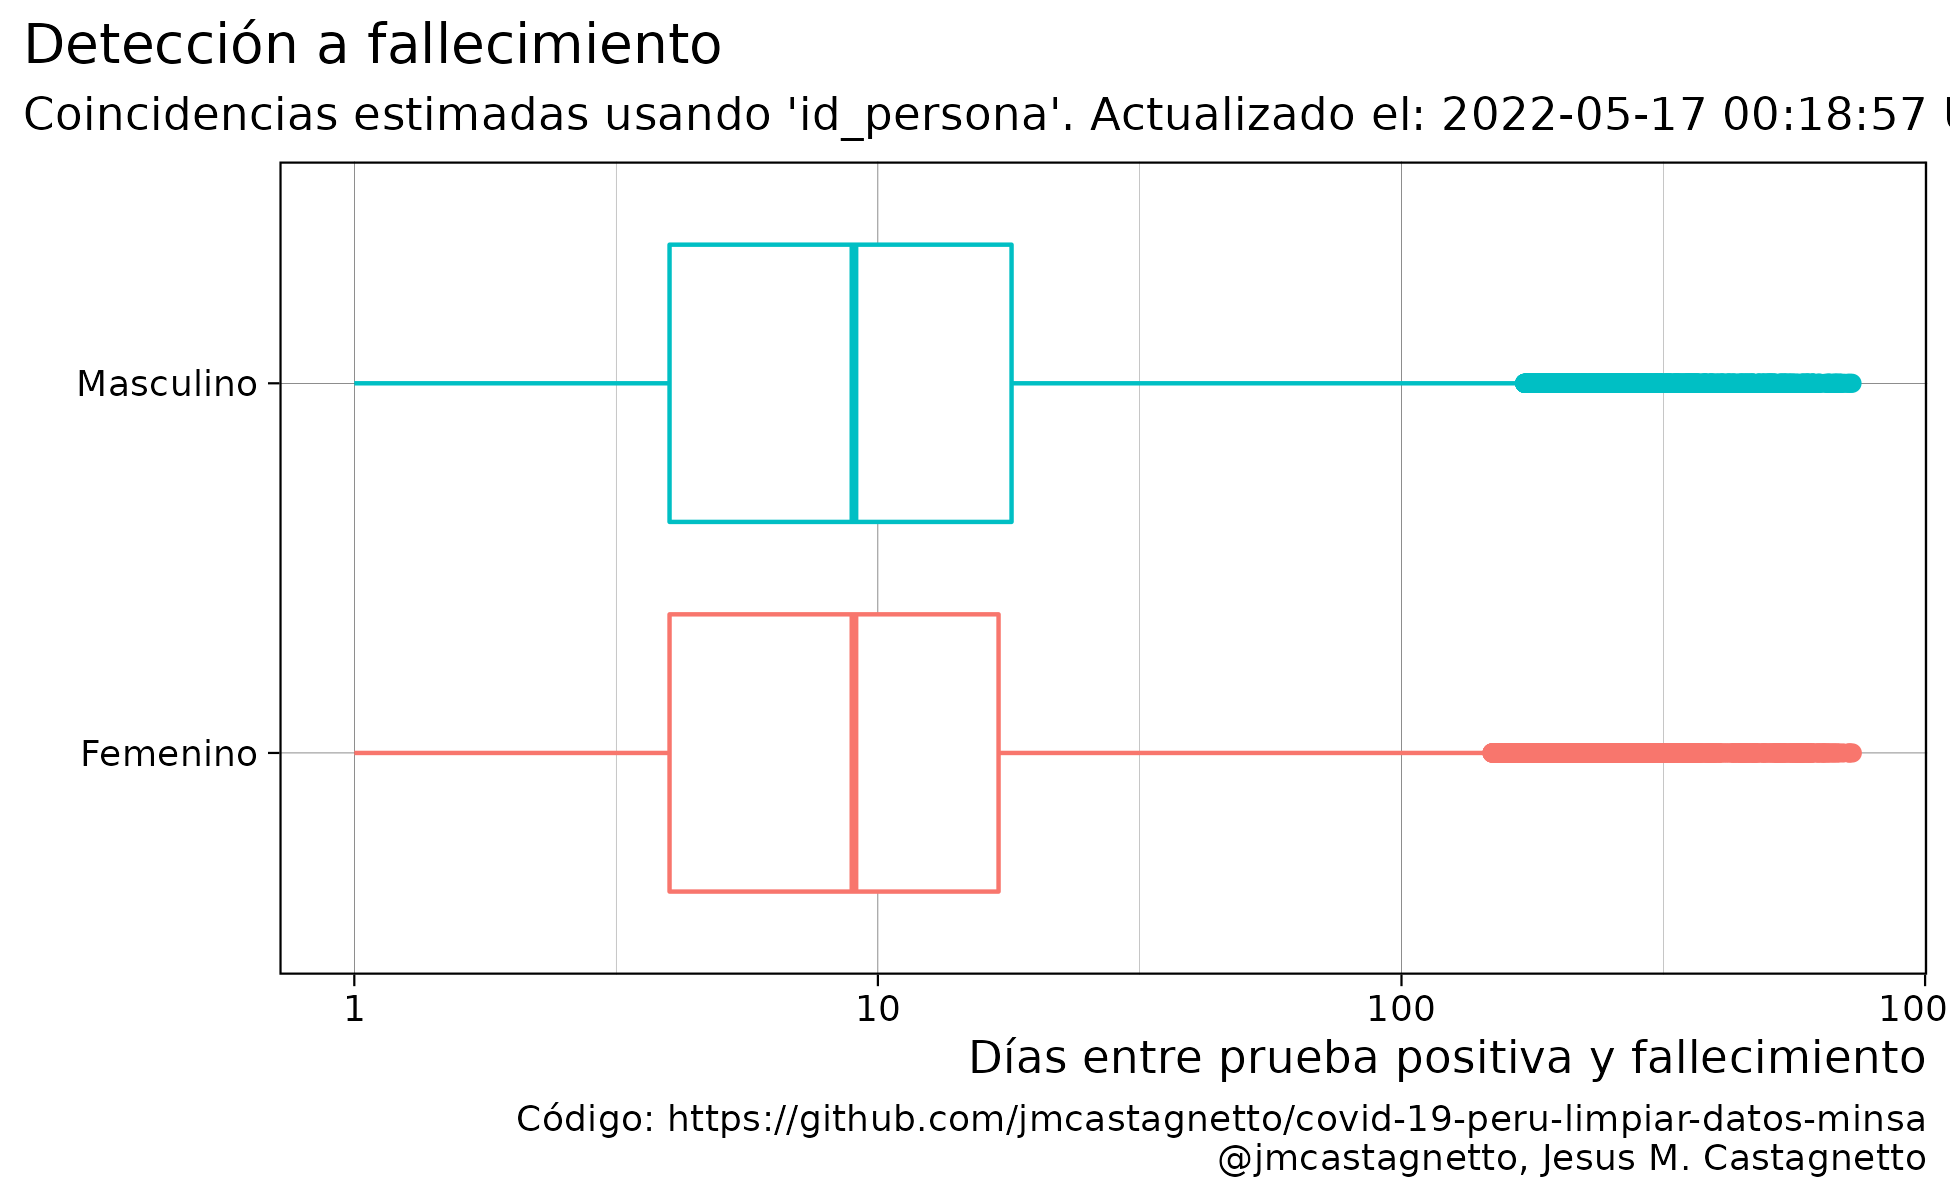 Detección a fallecimiento
Coincidencias estimadas usando 'id_persona'. Actualizado el: 2022-05-17 00:18:57
Masculino
Femenino
1 10 100 100
Días entre prueba positiva y fallecimiento
Código: https://github.com/jmcastagnetto/covid-19-peru-limpiar-datos-minsa
@jmcastagnetto, Jesus M. Castagnetto